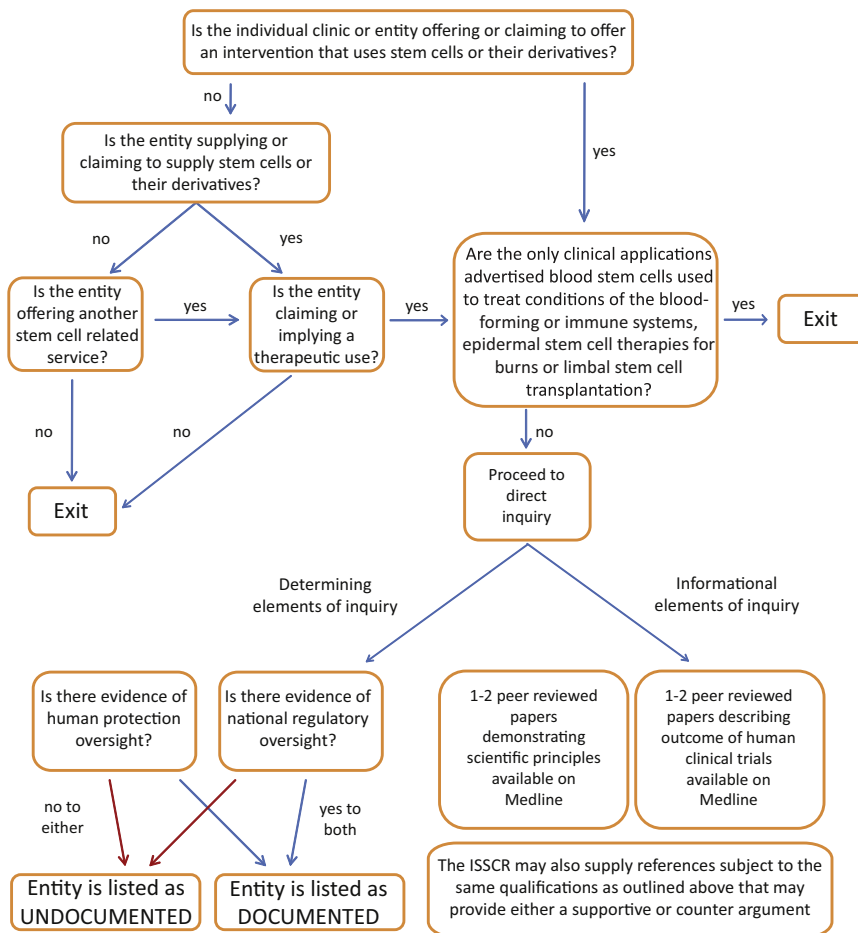 Is the individual clinic or entity offering or claiming to offer
an intervention that uses stem cells or their derivatives?
no
yes
Is the entity supplying or
claiming to supply stem cells or
their derivatives?
no
yes
Is the entity
offering another
stem cell related
service?
yes
Is the entity
claiming or
implying a
therapeutic use?
yes
Are the only clinical applications
advertised blood stem cells used
to treat conditions of the blood-
forming or immune systems,
epidermal stem cell therapies for
burns or limbal stem cell
transplantation?
yes
Exit
no
no
no
Exit
Proceed to
direct
inquiry
Determining
elements of inquiry
Informational
elements of inquiry
Is there evidence of
human protection
oversight?
Is there evidence of
national regulatory
oversight?
1-2 peer reviewed
papers
demonstrating
scientific principles
available on
Medline
1-2 peer reviewed
papers describing
outcome of human
clinical trials
available on
Medline
no to
either
yes to
both
Entity is listed as
UNDOCUMENTED
Entity is listed as
DOCUMENTED
The ISSCR may also supply references subject to the
same qualifications as outlined above that may
provide either a supportive or counter argument